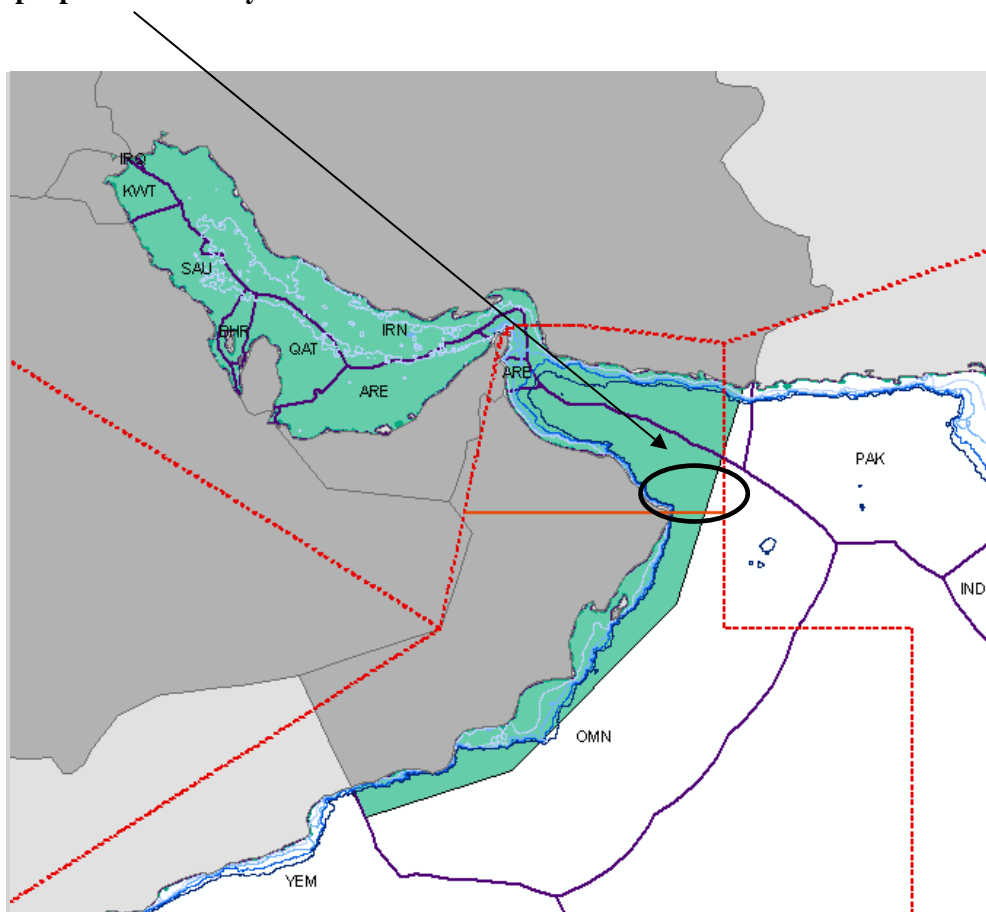 IRQ
KWT
SAU
BHR
QAT
IRN
ARE
ARE
PAK
IND
OMN
YEM